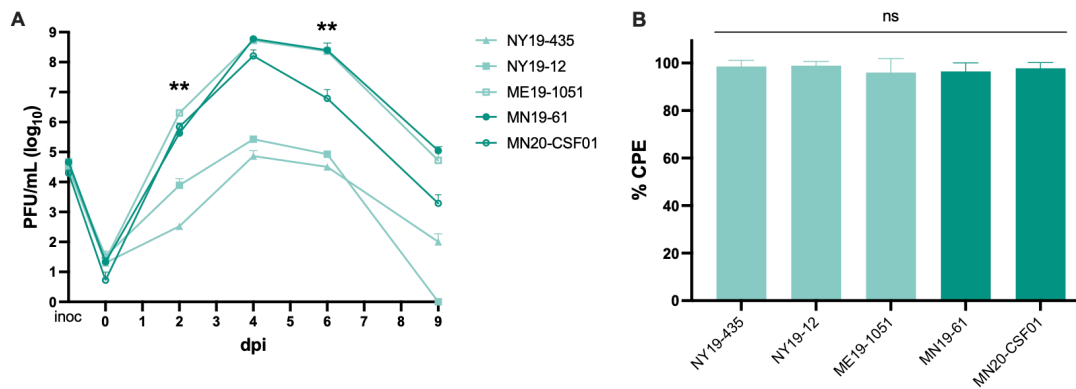 A
PFU/mL (log10)
9
8
7
6
5
4
3
2
1
0
inoc
0
1
2
3
4
5
6
7
8
9
dpi
**
**
NY19-435
NY19-12
ME19-1051
MN19-61
MN20-CSF01
B
ns
% CPE
100
80
60
40
20
0
NY19-435
NY19-12
ME19-1051
MN19-61
MN20-CSF01